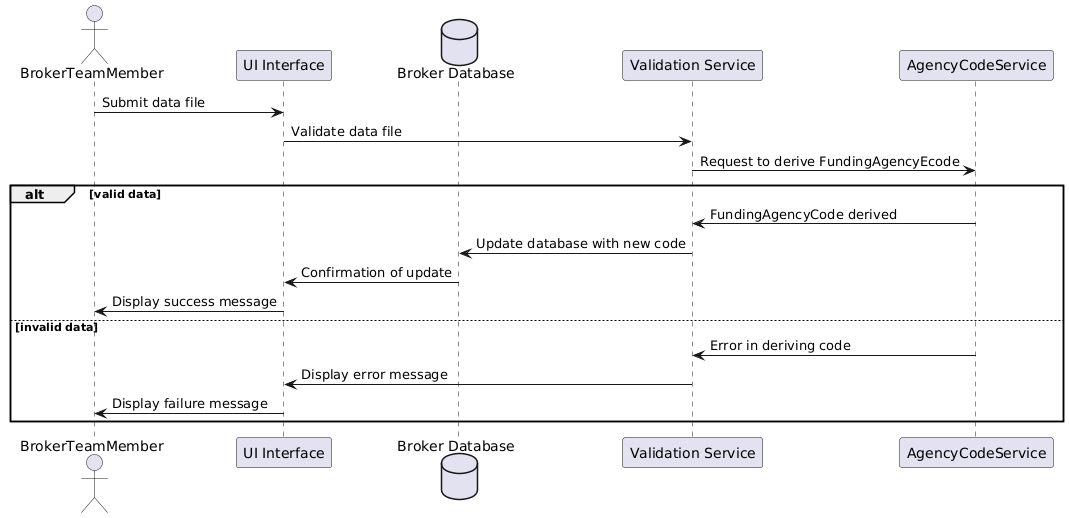 BrokerTeamMember
UI Interface
Broker Database
Validation Service
AgencyCodeService
Submit data file
Validate data file
Request to derive FundingAgencyEcode
alt [valid data]
FundingAgencyCode derived
Update database with new code
Confirmation of update
Display success message
[invalid data]
Error in deriving code
Display error message
Display failure message
BrokerTeamMember
UI Interface
Broker Database
Validation Service
AgencyCodeService